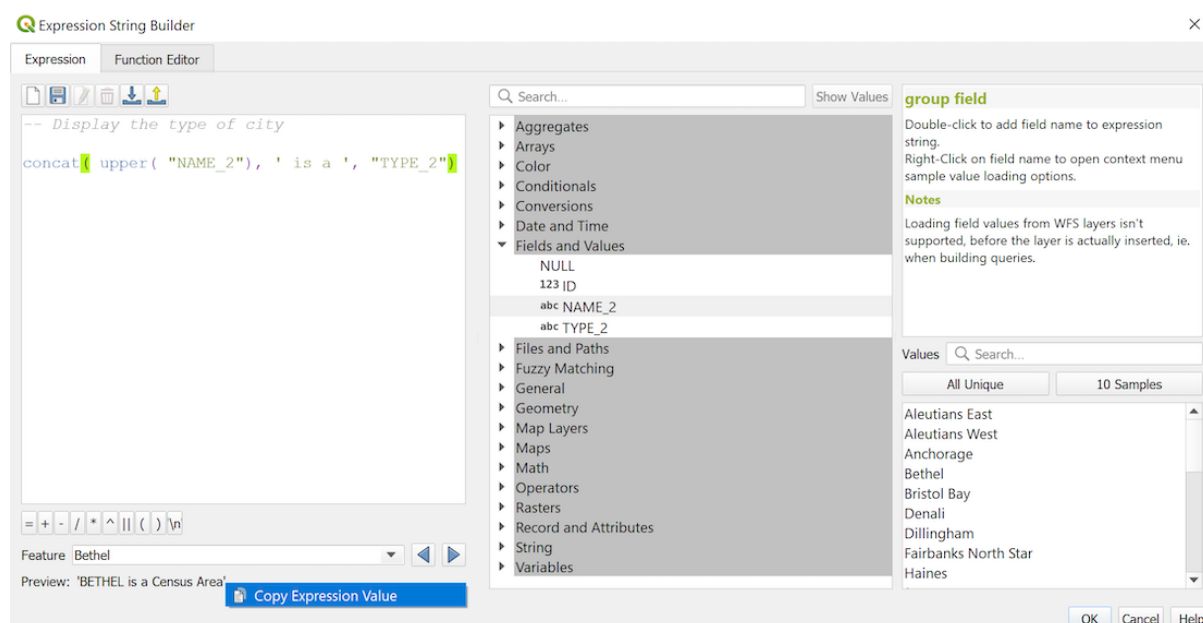 Expression String Builder
Expression
Function Editor
-- Display the type of city
concat( upper( "NAME_2"), ' is a ', "TYPE_2")
= + - / * ^ || ( ) \n
Feature Bethel
Preview: 'BETHEL is a Census Area'
Copy Expression Value
Search...
Show Values
Aggregates
Arrays
Color
Conditionals
Conversions
Date and Time
Fields and Values
NULL
123 ID
abc NAME_2
abc TYPE_2
Files and Paths
Fuzzy Matching
General
Geometry
Map Layers
Maps
Math
Operators
Rasters
Record and Attributes
String
Variables
group field
Double-click to add field name to expression
string.
Right-Click on field name to open context menu
sample value loading options.
Notes
Loading field values from WFS layers isn't
supported, before the layer is actually inserted, ie.
when building queries.
Values Search...
All Unique
10 Samples
Aleutians East
Aleutians West
Anchorage
Bethel
Bristol Bay
Denali
Dillingham
Fairbanks North Star
Haines
OK Cancel Help